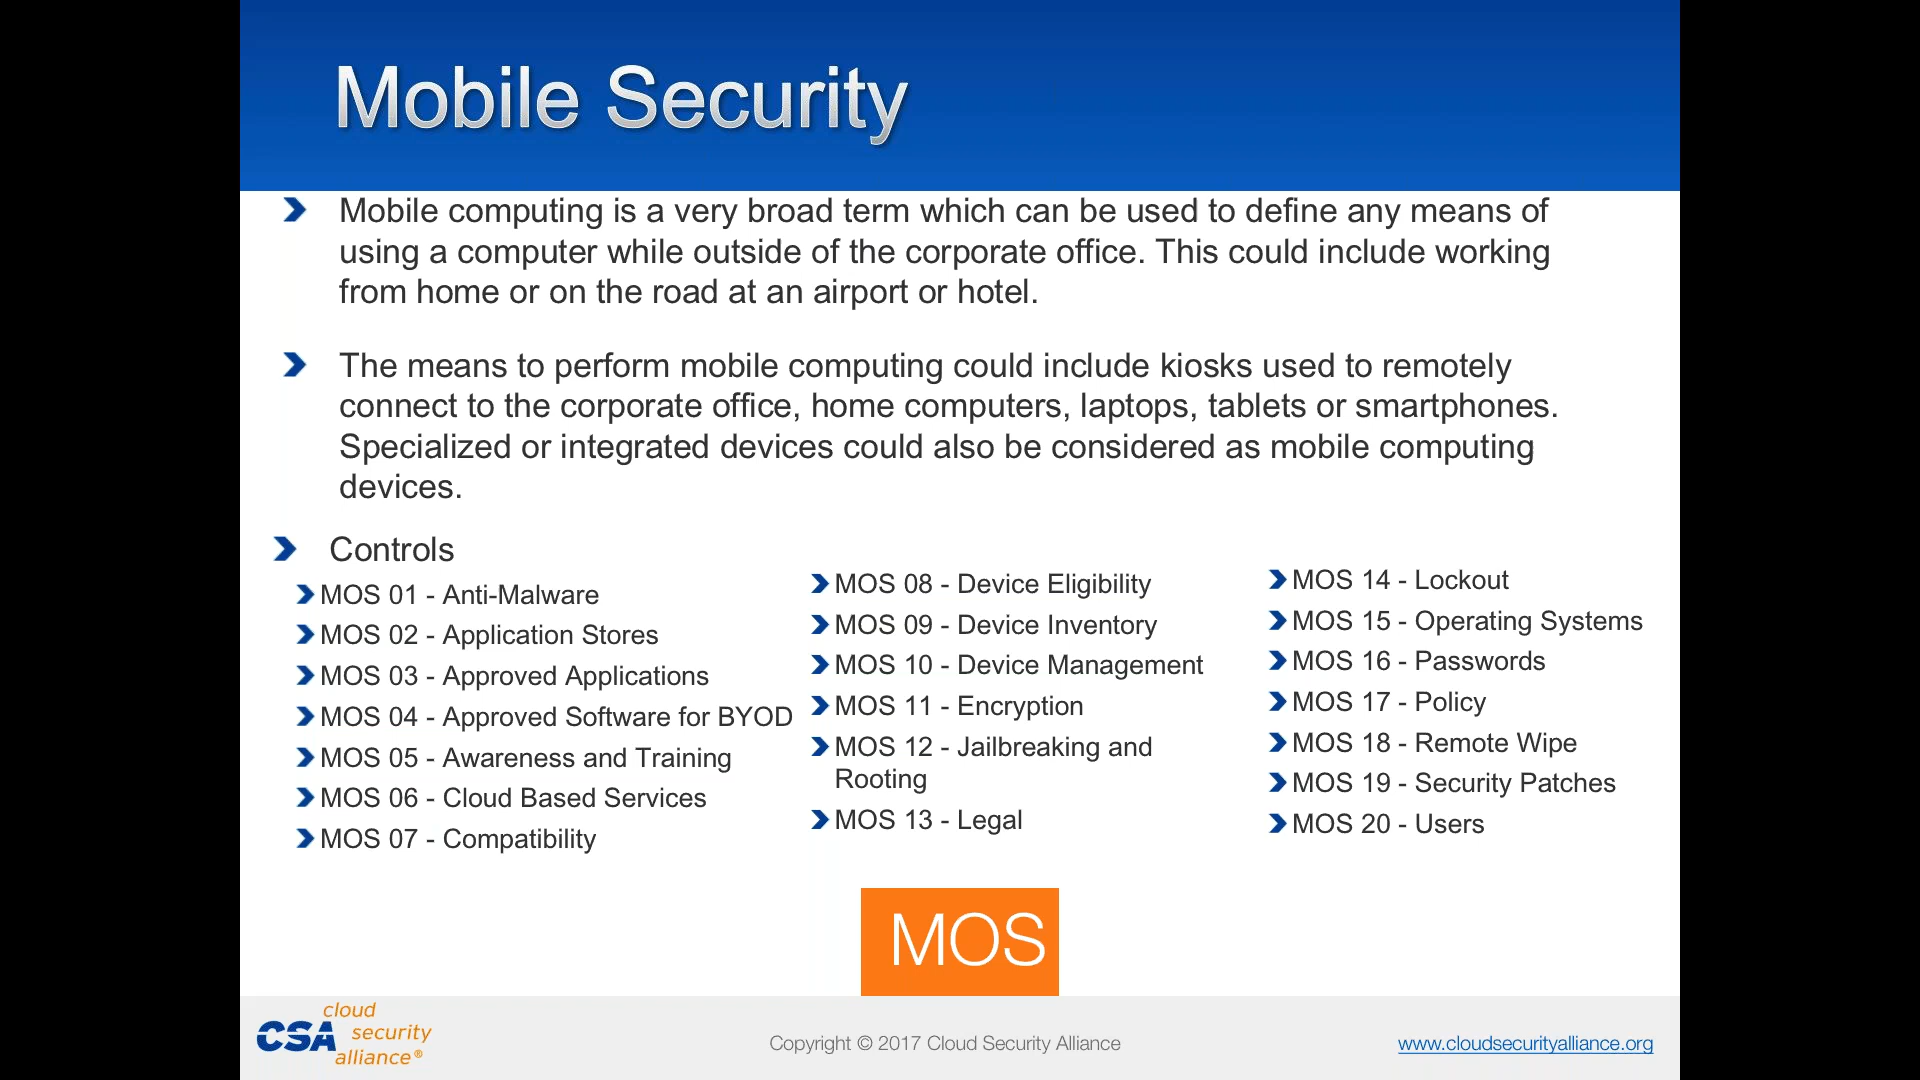 Mobile Security
Mobile computing is a very broad term which can be used to define any means of
using a computer while outside of the corporate office. This could include working
from home or on the road at an airport or hotel.
The means to perform mobile computing could include kiosks used to remotely
connect to the corporate office, home computers, laptops, tablets or smartphones.
Specialized or integrated devices could also be considered as mobile computing
devices.
Controls
MOS 01 - Anti-Malware
MOS 02 - Application Stores
MOS 03 - Approved Applications
MOS 04 - Approved Software for BYOD
MOS 05 - Awareness and Training
MOS 06 - Cloud Based Services
MOS 07 - Compatibility
MOS 08 - Device Eligibility
MOS 09 - Device Inventory
MOS 10 - Device Management
MOS 11 - Encryption
MOS 12 - Jailbreaking and
Rooting
MOS 13 - Legal
MOS 14 - Lockout
MOS 15 - Operating Systems
MOS 16 - Passwords
MOS 17 - Policy
MOS 18 - Remote Wipe
MOS 19 - Security Patches
MOS 20 - Users
MOS
cloud
CSA security
alliance®
Copyright © 2017 Cloud Security Alliance
www.cloudsecurityalliance.org